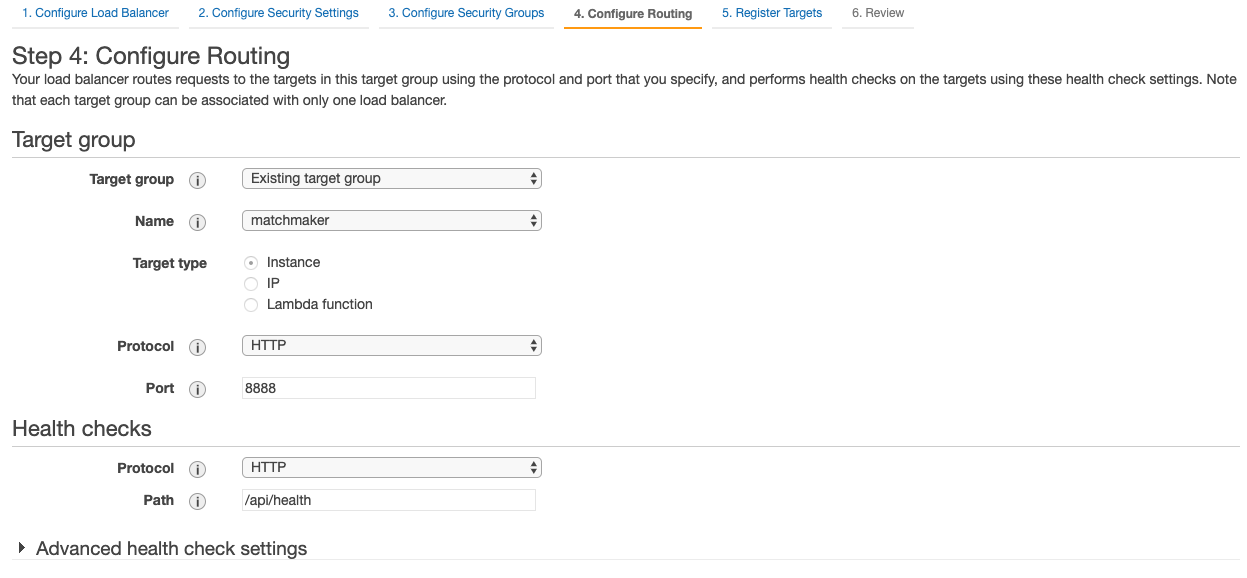 1. Configure Load Balancer 2. Configure Security Settings 3. Configure Security Groups 4. Configure Routing 5. Register Targets 6. Review
Step 4: Configure Routing
Your load balancer routes requests to the targets in this target group using the protocol and port that you specify, and performs health checks on the targets using these health check settings. Note
that each target group can be associated with only one load balancer.
Target group
Target group i Existing target group
Name i matchmaker
Target type Instance
IP
Lambda function
Protocol i HTTP
Port i 8888
Health checks
Protocol i HTTP
Path i /api/health
Advanced health check settings